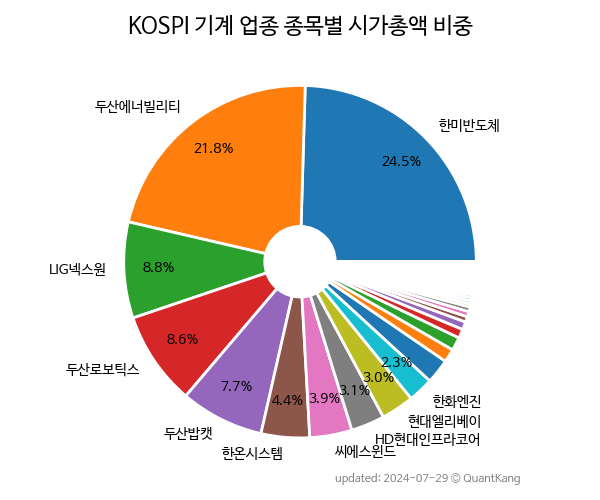 KOSPI 기계 업종 종목별 시가총액 비중
두산에너빌리티
한미반도체
21.8%
24.5%
LIG넥스원
8.8%
8.6%
두산로보틱스
7.7%
4.4%
3.9%
3.1%
3.0%
2.3%
한화엔진
현대엘리베이
두산밥캣
HD현대인프라코어
한온시스템
씨에스윈드
updated: 2024-07-29 © QuantKang